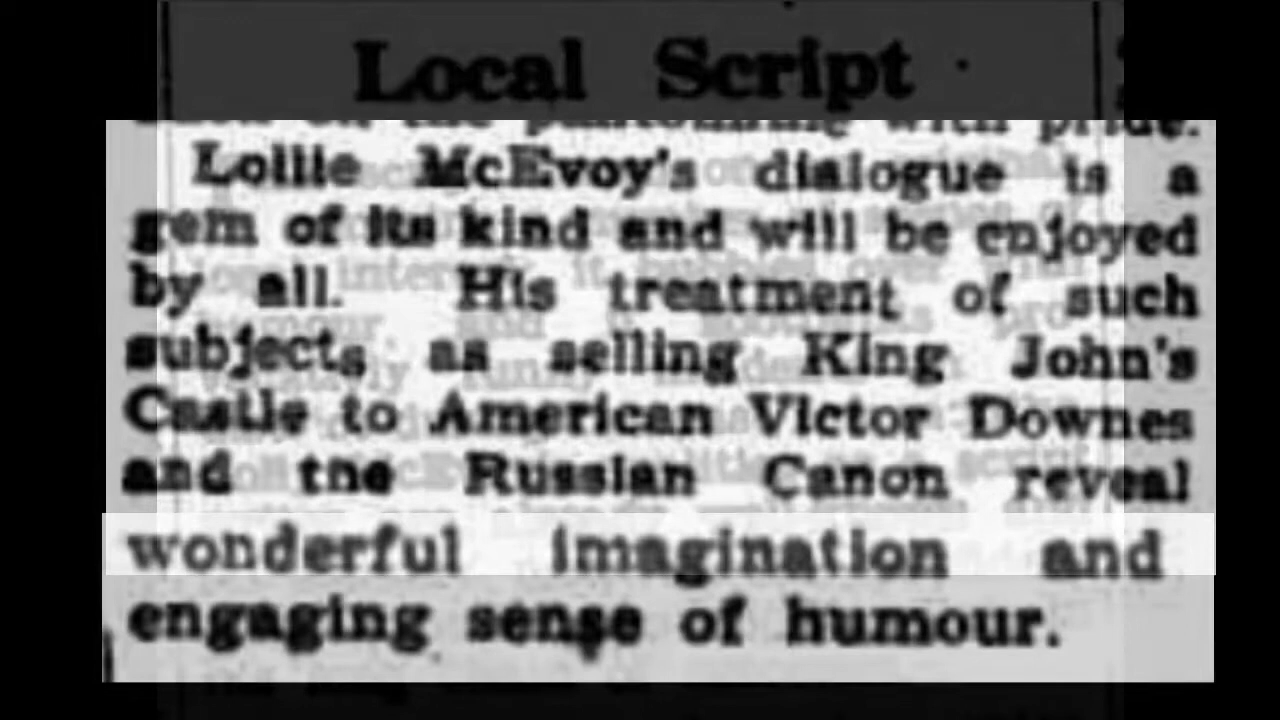 Local Script
with pride.
Lollie McEvoy's dialogue is a
gem of its kind and will be enjoyed
by all. His treatment of such
subjects as selling King John's
Castle to American Victor Downes
and the Russian Canon reveal
wonderful imagination and
engaging sense of humour.